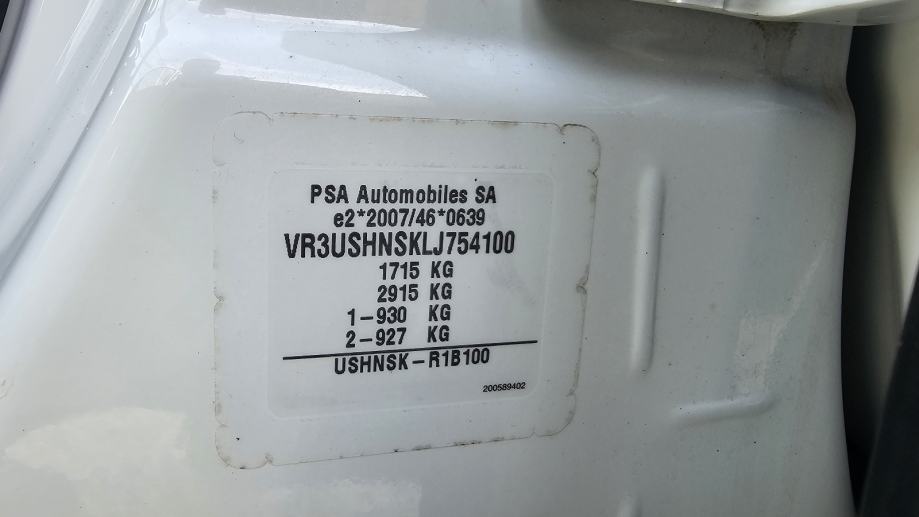 PSA Automobiles SA
e2*2007/46*0639
VR3USHNSKLJ754100
1715 KG
2915 KG
1-930 KG
2-927 KG
USHNSK-R1B100
200589402